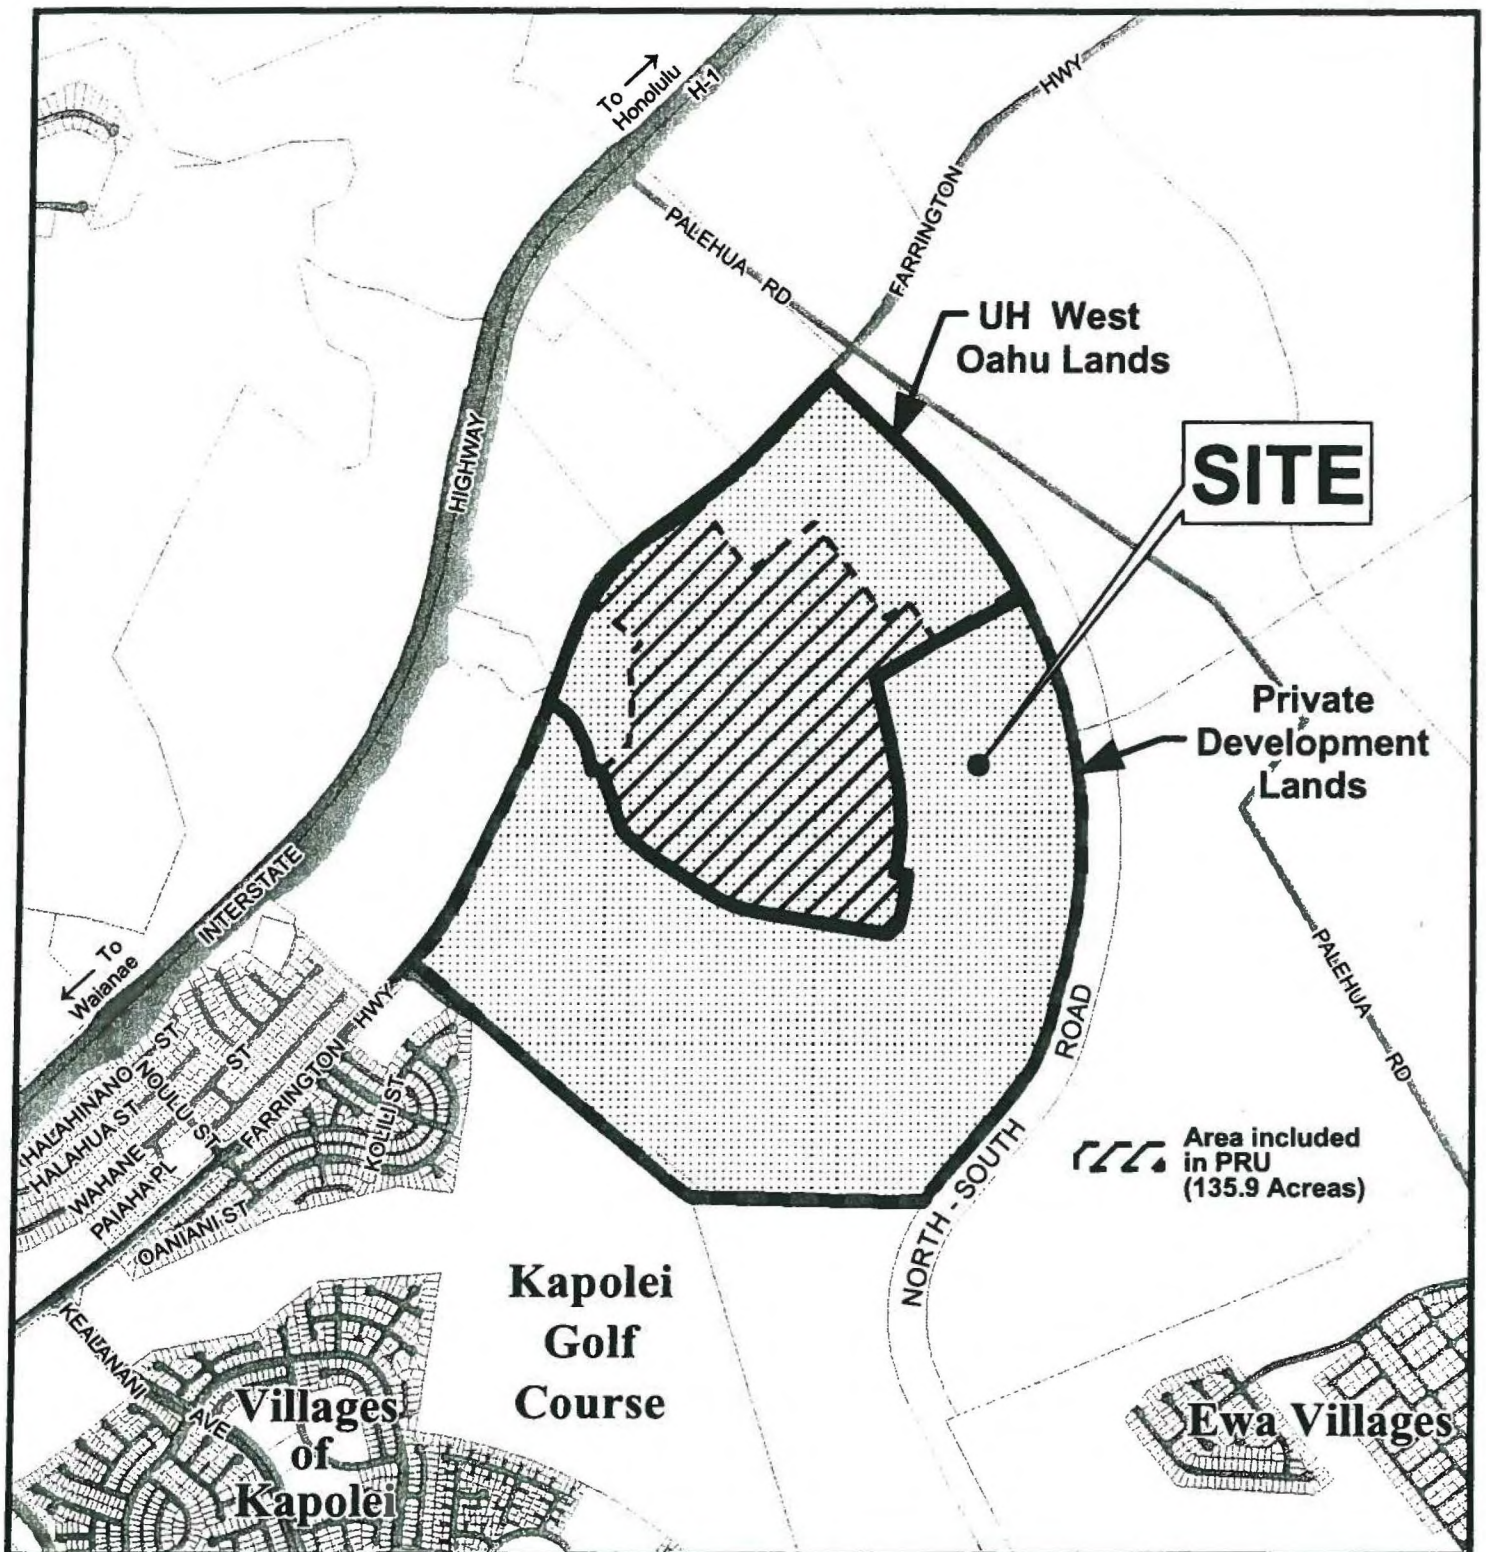 To
Honolulu
H-1
HWY
FARRINGTON
PALEHUA RD
UH West
Oahu Lands
SITE
HIGHWAY
Private
Development
Lands
INTERSTATE
To
Waianae
PALEHUA RD
ROAD
NORTH - SOUTH
FARRINGTON HWY
HALAHINANO ST
HALAHUA ST
NOULU ST
WAHANE ST
PAIAHA PL
OANIANI ST
KOLILI ST
Area included
in PRU
(135.9 Acreas)
Kapolei
Golf
Course
AVE
Villages
of
Kapolei
Ewa Villages